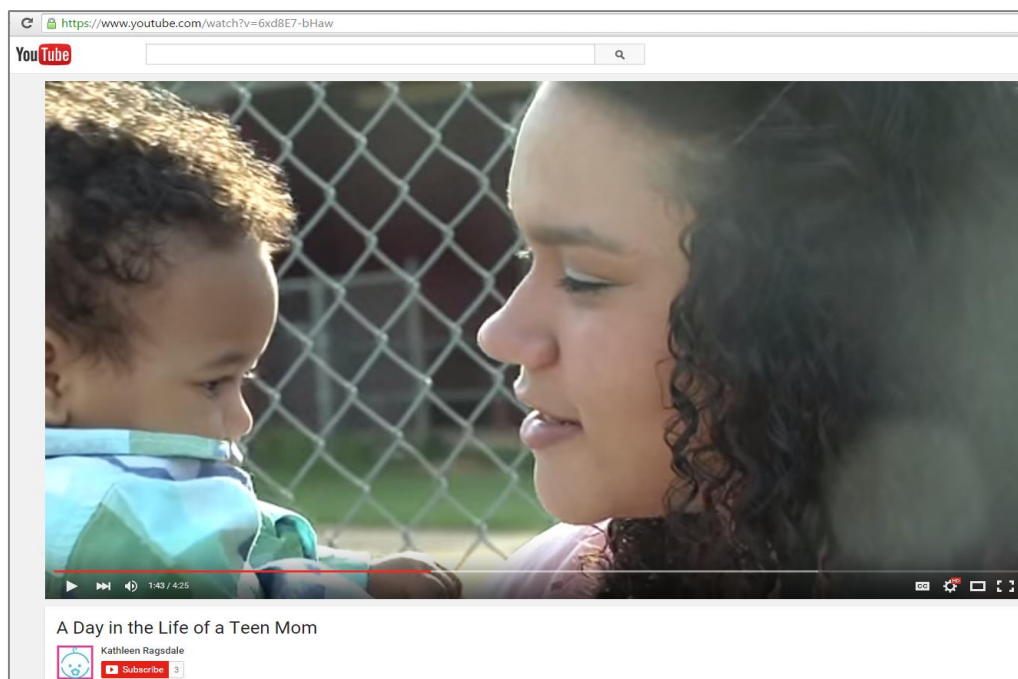 https://www.youtube.com/watch?v=6xd8E7-bHaw
YouTube
1:43 / 4:25
CC
HD
A Day in the Life of a Teen Mom
Kathleen Ragsdale
Subscribe 3